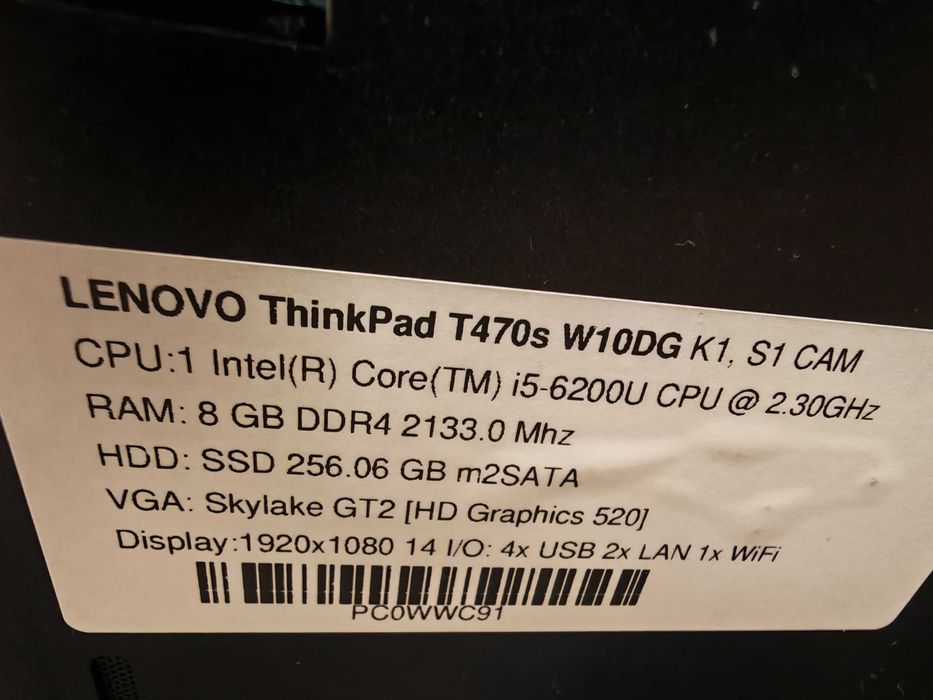 LENOVO ThinkPad T470s W10DG K1, S1 CAM
CPU:1 Intel(R) Core(TM) i5-6200U CPU @ 2.30GHz
RAM: 8 GB DDR4 2133.0 Mhz
HDD: SSD 256.06 GB m2SATA
VGA: Skylake GT2 [HD Graphics 520]
Display:1920x1080 14 I/O: 4x USB 2x LAN 1x WiFi
PC0WWC91